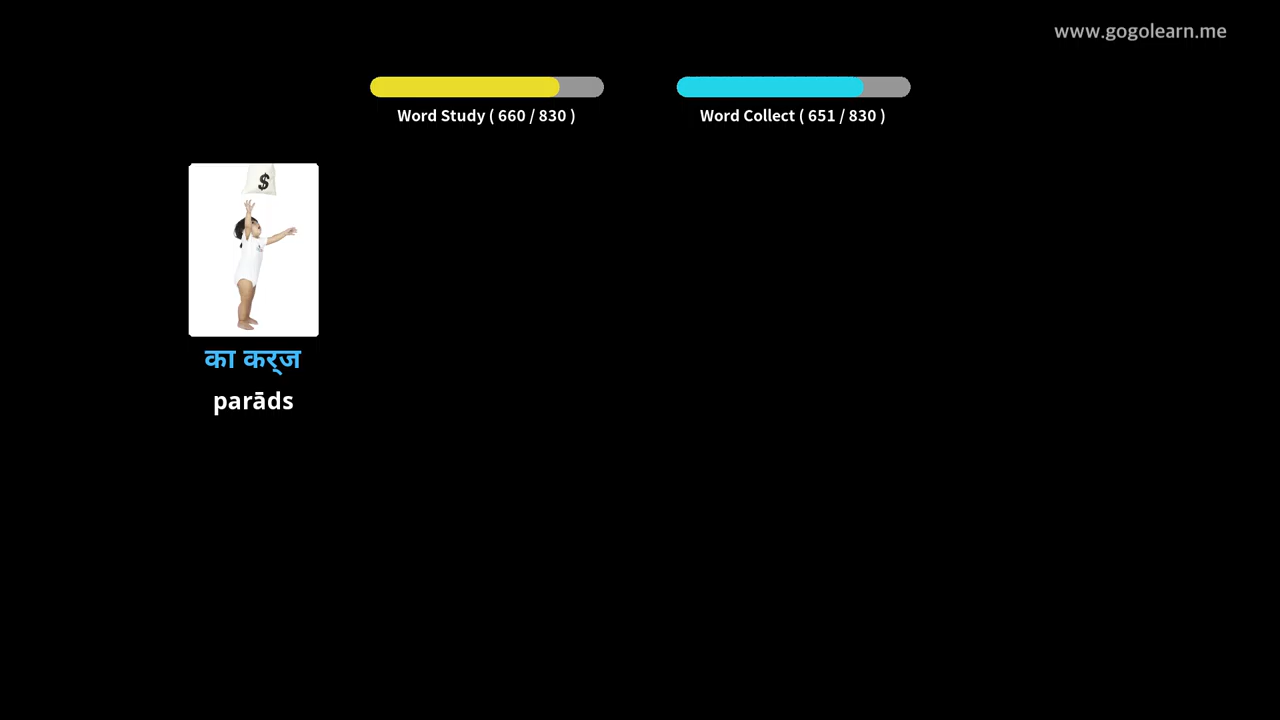 www.gogolearn.me
Word Study ( 660 / 830 )
Word Collect ( 651 / 830 )
$
का कर्‌ज
parāds